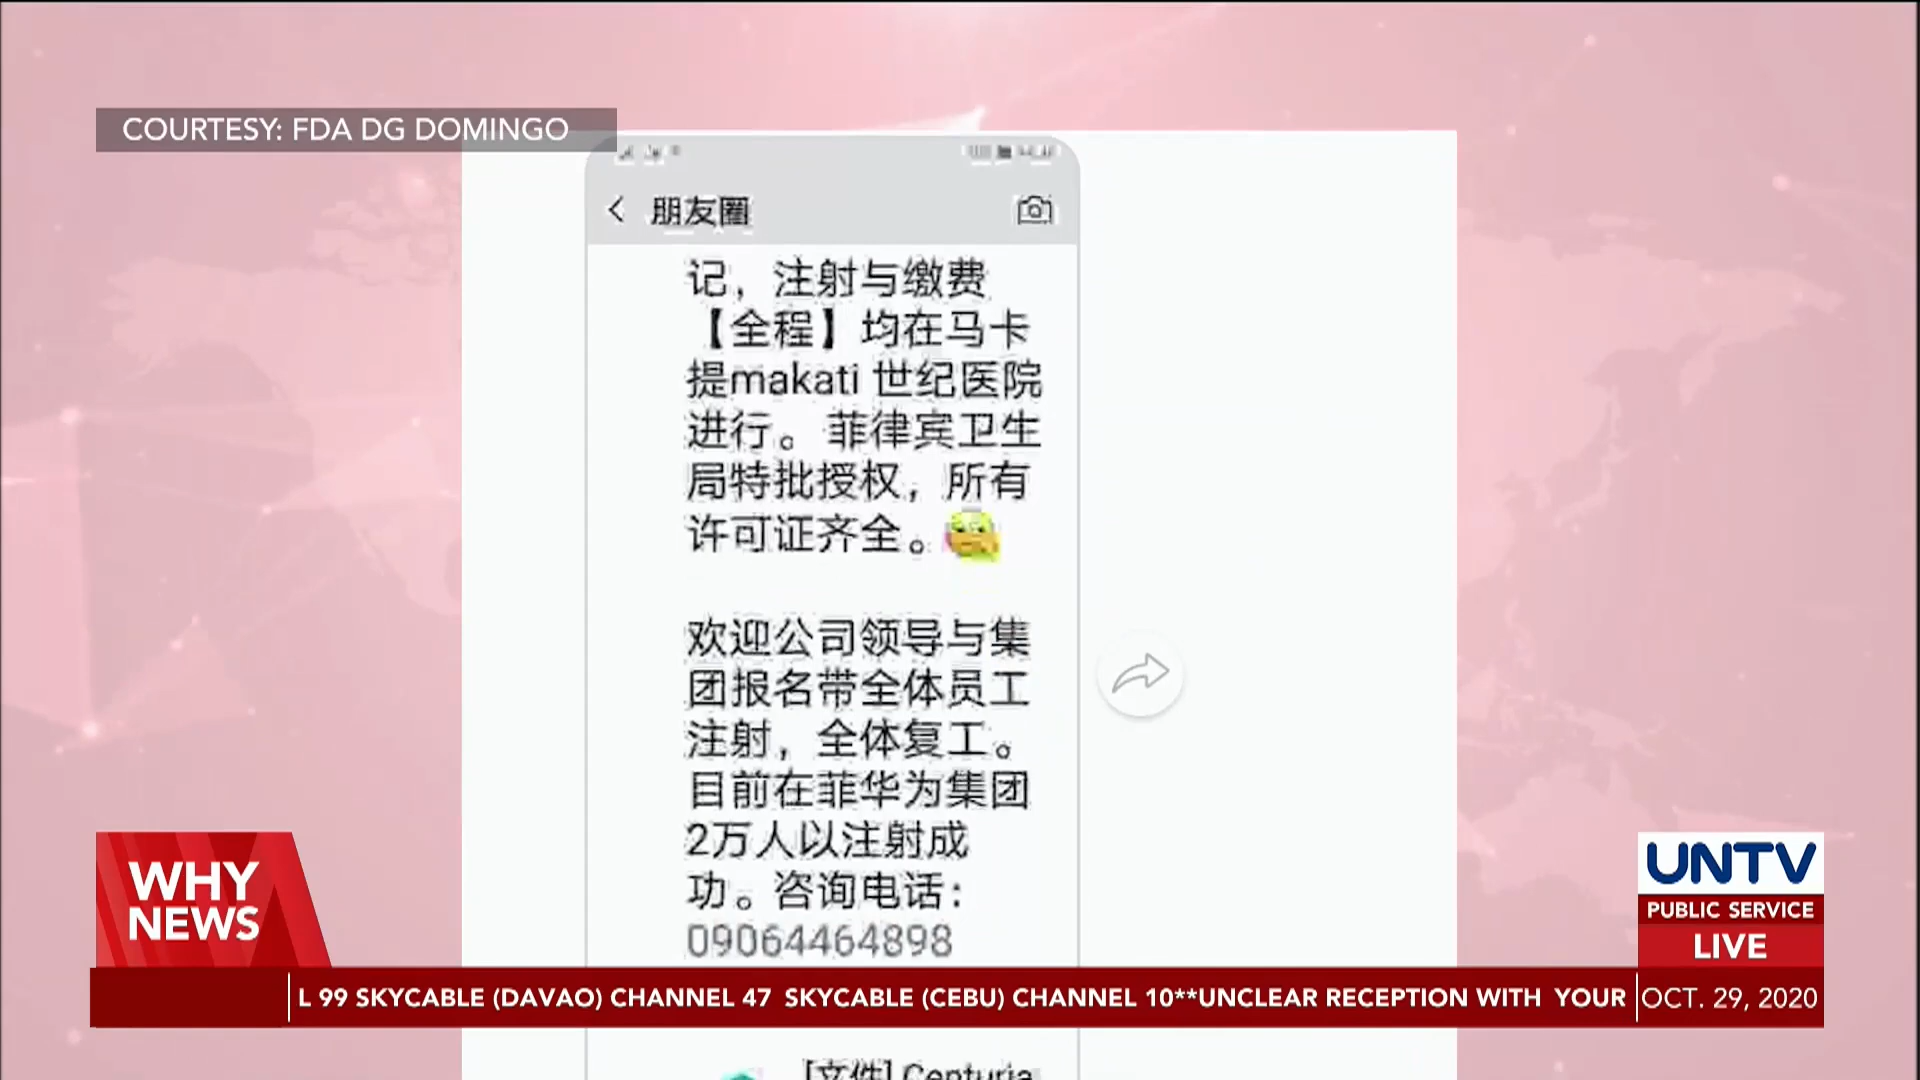 COURTESY: FDA DG DOMINGO
朋友圈
记，注射与缴费
【全程】均在马卡
提makati 世纪医院
进行。菲律宾卫生
局特批授权，所有
许可证齐全。
欢迎公司领导与集
团报名带全体员工
注射，全体复工。
目前在菲华为集团
2万人以注射成
功。咨询电话：
09064464898
WHY
NEWS
UNTV
PUBLIC SERVICE
LIVE
L 99 SKYCABLE (DAVAO) CHANNEL 47 SKYCABLE (CEBU) CHANNEL 10**UNCLEAR RECEPTION WITH YOUR
OCT. 29, 2020
[文件] Centuria